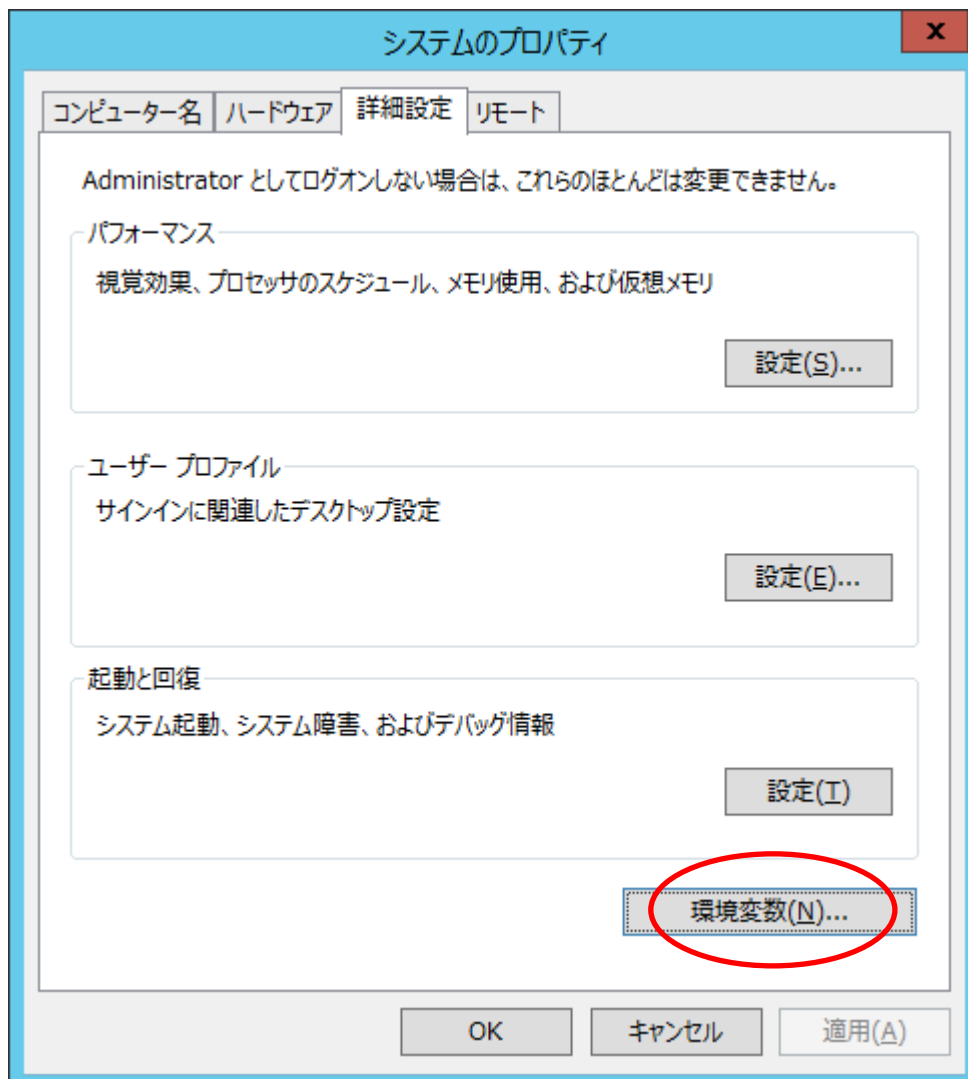 システムのプロパティ
x
コンピューター名 ハードウェア 詳細設定 リモート
Administrator としてログオンしない場合は、これらのほとんどは変更できません。
パフォーマンス
視覚効果、プロセッサのスケジュール、メモリ使用、および仮想メモリ
設定(S)...
ユーザー プロファイル
サインインに関連したデスクトップ設定
設定(E)...
起動と回復
システム起動、システム障害、およびデバッグ情報
設定(T)
環境変数(N)...
OK キャンセル 適用(A)